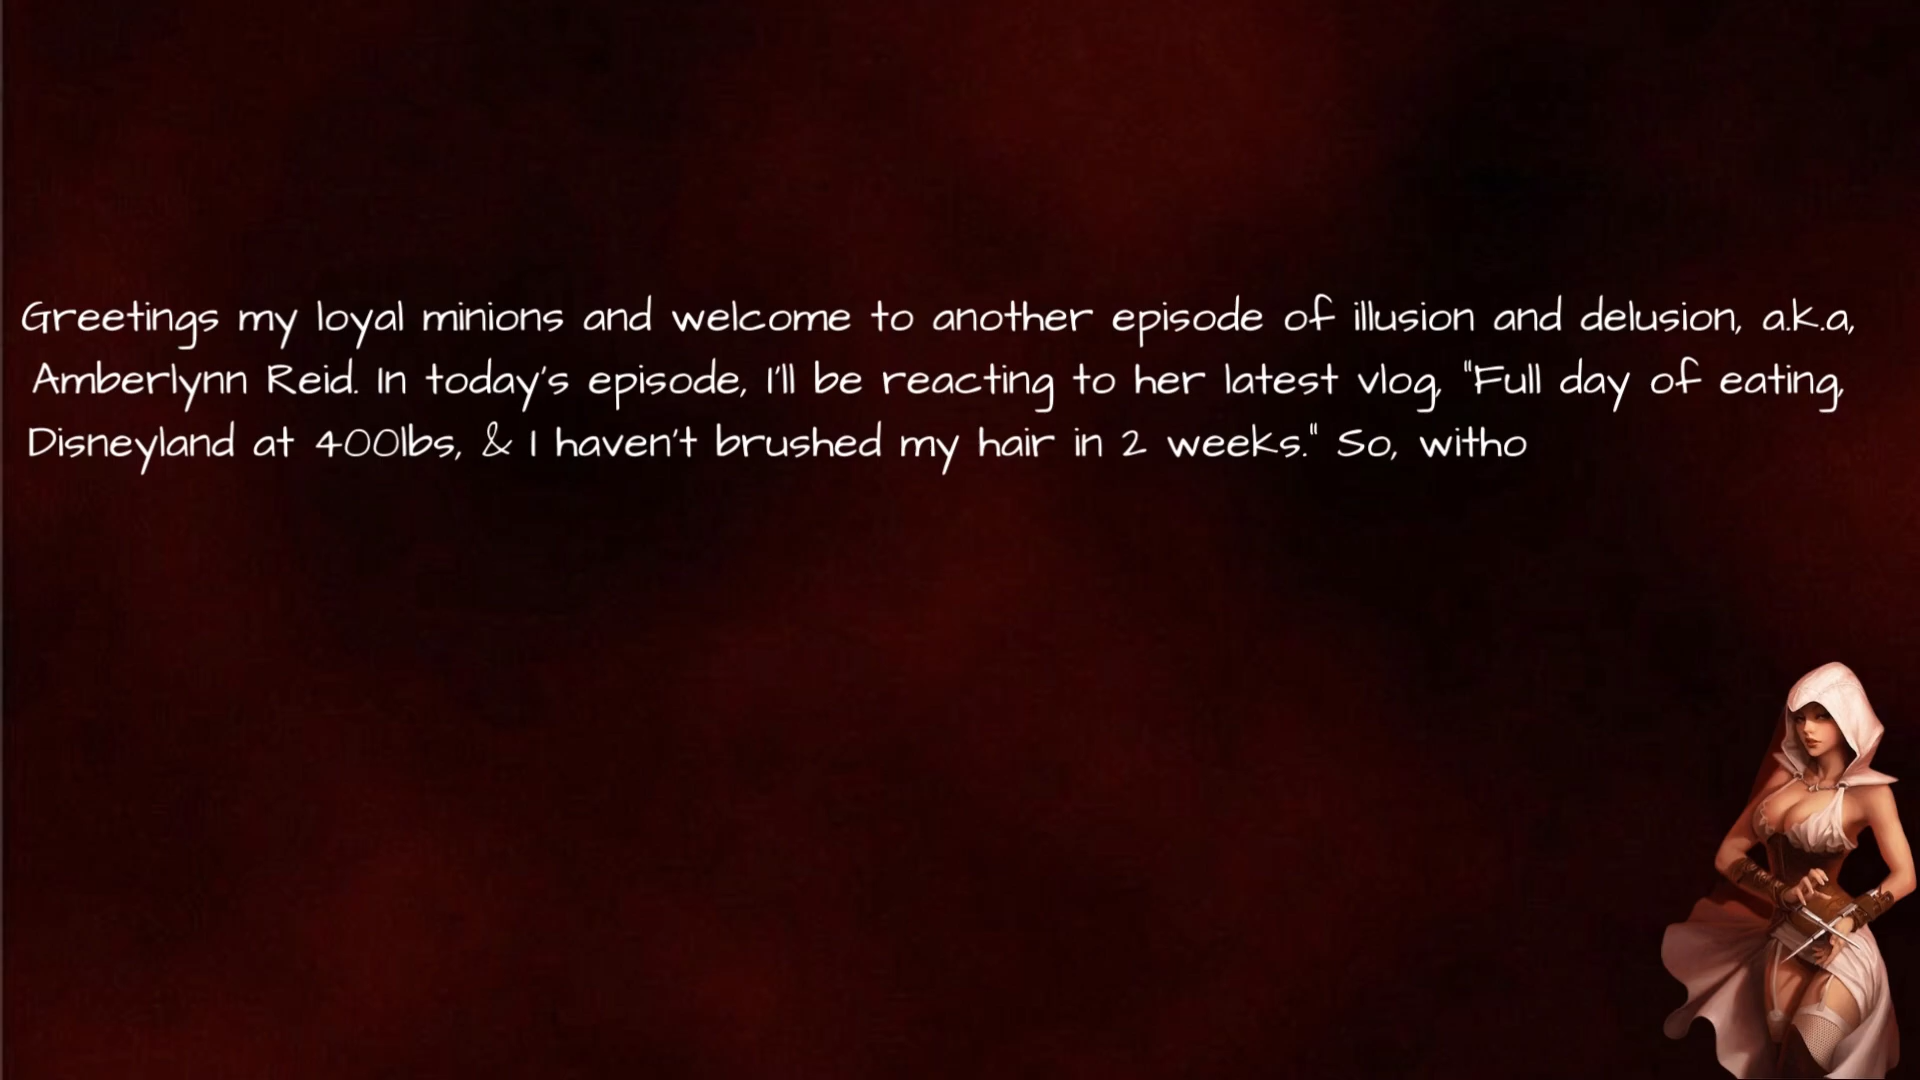 Greetings my loyal minions and welcome to another episode of illusion and delusion, a.k.a,
Amberlynn Reid. In today's episode, I'll be reacting to her latest vlog, "Full day of eating,
Disneyland at 400lbs, & I haven't brushed my hair in 2 weeks." So, witho